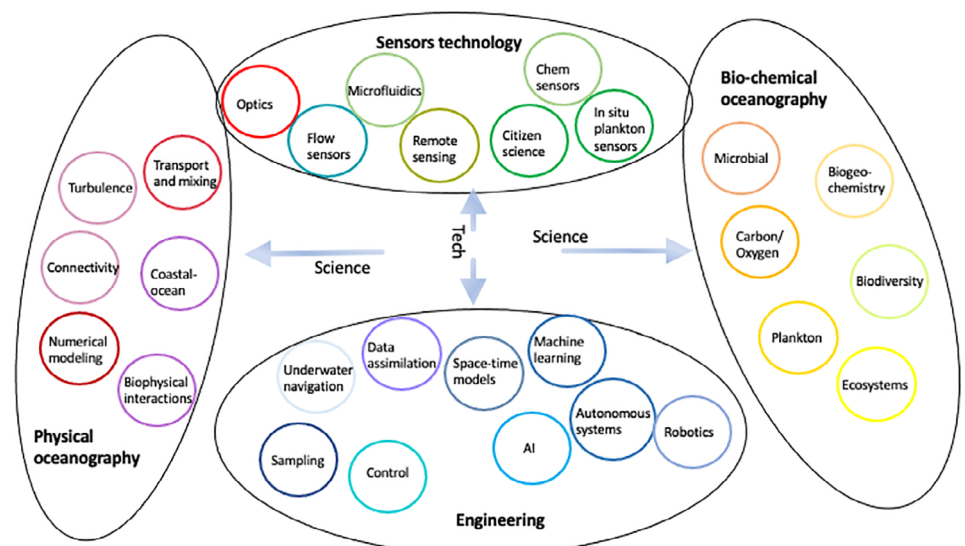 Sensors technology
Optics
Microfluidics
Flow
sensors
Remote
sensing
Chem
sensors
Citizen
science
In situ
plankton
sensors
Bio-chemical
oceanography
Microbial
Biogeo-
chemistry
Carbon/
Oxygen
Biodiversity
Plankton
Ecosystems
Turbulence
Transport
and mixing
Connectivity
Coastal-
ocean
Numerical
modeling
Biophysical
interactions
Physical
oceanography
Science
Tech
Science
Underwater
navigation
Data
assimilation
Space-time
models
Machine
learning
Autonomous
systems
Robotics
Sampling
Control
AI
Engineering